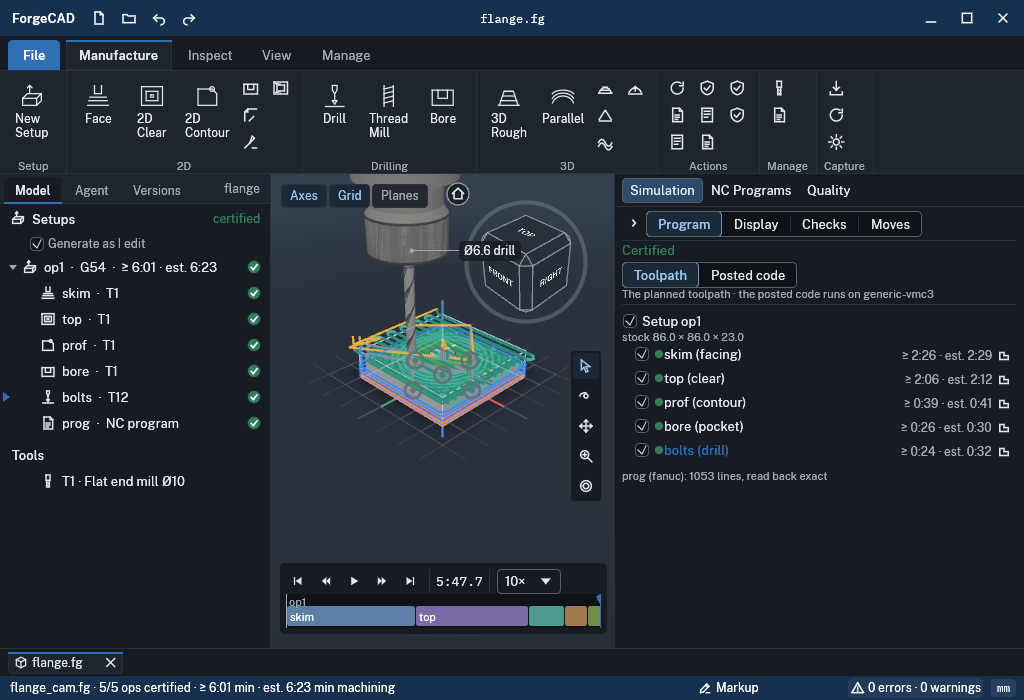 ForgeCAD
flange.fg
File
Manufacture
Inspect
View
Manage
New Setup
Face
2D Clear
2D Contour
Drill
Thread Mill
Bore
3D Rough
Parallel
Setup
2D
Drilling
3D
Actions
Manage
Capture
Model
Agent
Versions
flange
Setups
certified
Generate as I edit
op1 · G54 · ≥ 6:01 · est. 6:23
skim · T1
top · T1
prof · T1
bore · T1
bolts · T12
prog · NC program
Tools
T1 · Flat end mill Ø10
Axes
Grid
Planes
Ø6.6 drill
TOP
FRONT
RIGHT
5:47.7
10×
op1
skim
top
Simulation
NC Programs
Quality
Program
Display
Checks
Moves
Certified
Toolpath
Posted code
The planned toolpath · the posted code runs on generic-vmc3
Setup op1
stock 86.0 × 86.0 × 23.0
skim (facing) ≥ 2:26 · est. 2:29
top (clear) ≥ 2:06 · est. 2:12
prof (contour) ≥ 0:39 · est. 0:41
bore (pocket) ≥ 0:26 · est. 0:30
bolts (drill) ≥ 0:24 · est. 0:32
prog (fanuc): 1053 lines, read back exact
flange.fg
flange_cam.fg · 5/5 ops certified · ≥ 6:01 min · est. 6:23 min machining
Markup
0 errors · 0 warnings
mm